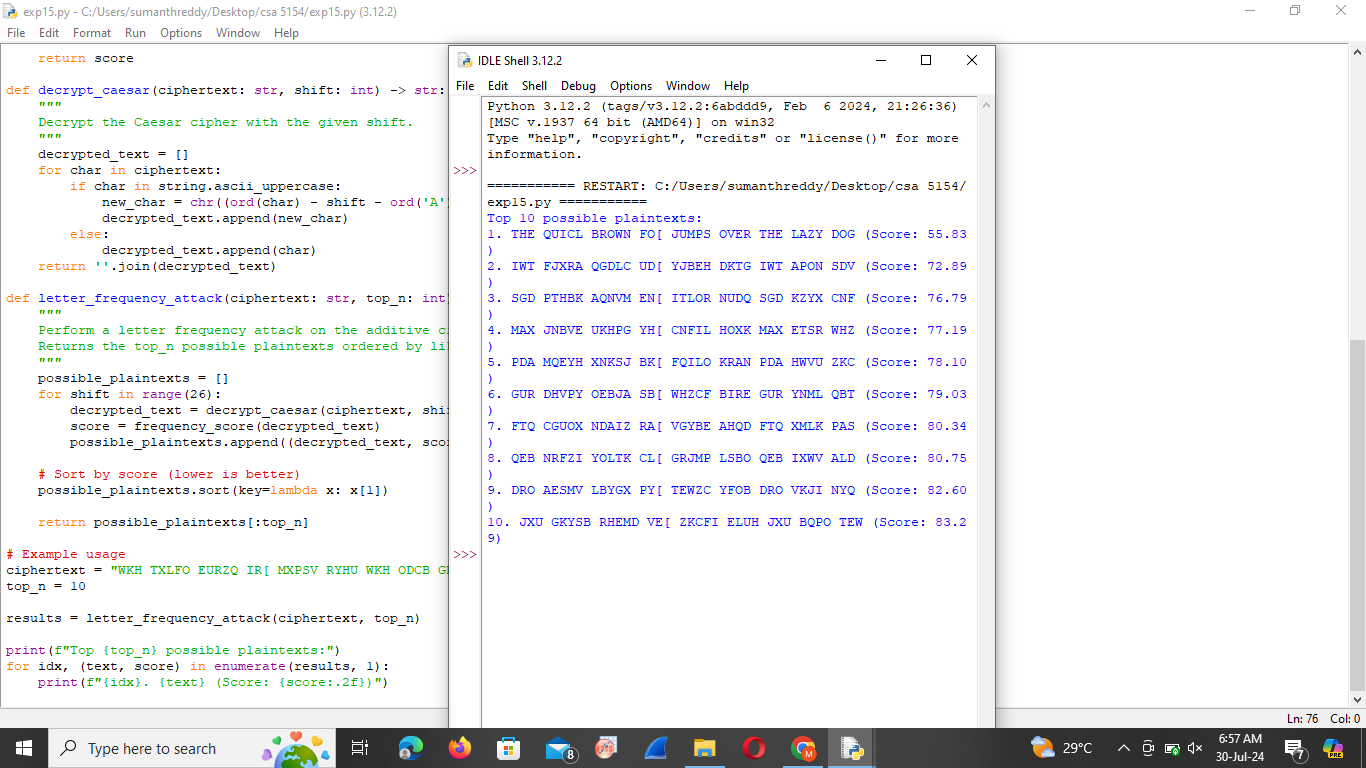 exp15.py - C:/Users/sumanthreddy/Desktop/csa 5154/exp15.py (3.12.2)
File Edit Format Run Options Window Help
return score
def decrypt_caesar(ciphertext: str, shift: int) -> str:
"""
Decrypt the Caesar cipher with the given shift.
"""
decrypted_text = []
for char in ciphertext:
if char in string.ascii_uppercase:
new_char = chr((ord(char) - shift - ord('A')
decrypted_text.append(new_char)
else:
decrypted_text.append(char)
return ''.join(decrypted_text)
def letter_frequency_attack(ciphertext: str, top_n: int
"""
Perform a letter frequency attack on the additive c
Returns the top_n possible plaintexts ordered by li
"""
possible_plaintexts = []
for shift in range(26):
decrypted_text = decrypt_caesar(ciphertext, shi
score = frequency_score(decrypted_text)
possible_plaintexts.append((decrypted_text, sco
# Sort by score (lower is better)
possible_plaintexts.sort(key=lambda x: x[1])
return possible_plaintexts[:top_n]
# Example usage
ciphertext = "WKH TXLFO EURZQ IR[ MXPSV RYHU WKH ODCB G
top_n = 10
results = letter_frequency_attack(ciphertext, top_n)
print(f"Top {top_n} possible plaintexts:")
for idx, (text, score) in enumerate(results, 1):
print(f"{idx}. {text} (Score: {score:.2f})")
IDLE Shell 3.12.2
File Edit Shell Debug Options Window Help
Python 3.12.2 (tags/v3.12.2:6abddd9, Feb  6 2024, 21:26:36)
[MSC v.1937 64 bit (AMD64)] on win32
Type "help", "copyright", "credits" or "license()" for more
information.
>>>
=========== RESTART: C:/Users/sumanthreddy/Desktop/csa 5154/
exp15.py ===========
Top 10 possible plaintexts:
1. THE QUICL BROWN FO[ JUMPS OVER THE LAZY DOG (Score: 55.83
)
2. IWT FJXRA QGDLC UD[ YJBEH DKTG IWT APON SDV (Score: 72.89
)
3. SGD PTHBK AQNVM EN[ ITLOR NUDQ SGD KZYX CNF (Score: 76.79
)
4. MAX JNBVE UKHPG YH[ CNFIL HOXK MAX ETSR WHZ (Score: 77.19
)
5. PDA MQEYH XNKSJ BK[ FQILO KRAN PDA HWVU ZKC (Score: 78.10
)
6. GUR DHVPY OEBJA SB[ WHZCF BIRE GUR YNML QBT (Score: 79.03
)
7. FTQ CGUOX NDAIZ RA[ VGYBE AHQD FTQ XMLK PAS (Score: 80.34
)
8. QEB NRFZI YOLTK CL[ GRJMP LSBO QEB IXWV ALD (Score: 80.75
)
9. DRO AESMV LBYGX PY[ TEWZC YFOB DRO VKJI NYQ (Score: 82.60
)
10. JXU GKYSB RHEMD VE[ ZKCFI ELUH JXU BQPO TEW (Score: 83.2
9)
>>>
Ln: 76 Col: 0
Type here to search
8
M
29°C
6:57 AM
30-Jul-24
7
PRE